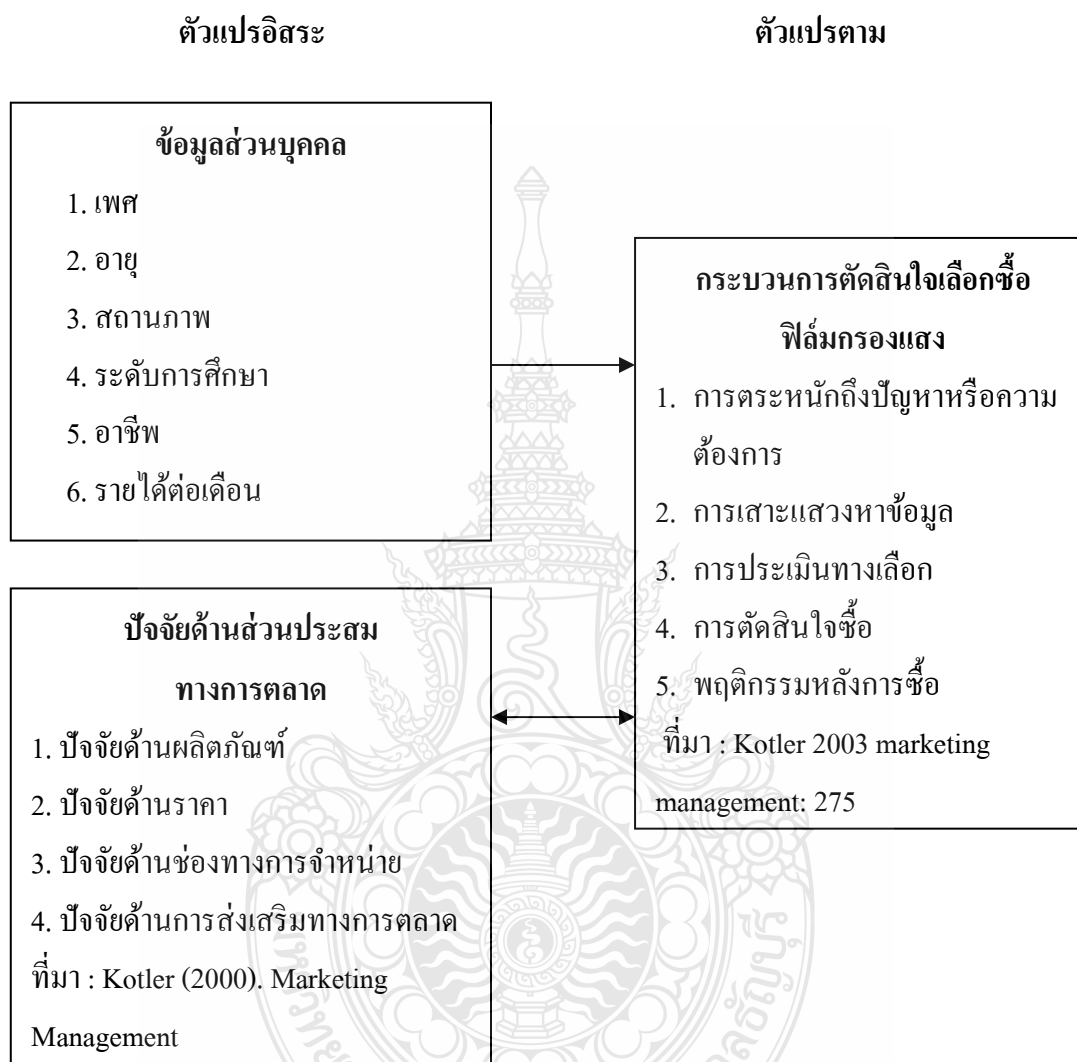 ตัวแปรอิสระ
ตัวแปรตาม
ข้อมูลส่วนบุคคล
1. เพศ
2. อายุ
3. สถานภาพ
4. ระดับการศึกษา
5. อาชีพ
6. รายได้ต่อเดือน
ปัจจัยด้านส่วนประสม
ทางการตลาด
1. ปัจจัยด้านผลิตภัณฑ์
2. ปัจจัยด้านราคา
3. ปัจจัยด้านช่องทางการจำหน่าย
4. ปัจจัยด้านการส่งเสริมทางการตลาด
ที่มา : Kotler (2000). Marketing
Management
กระบวนการตัดสินใจเลือกซื้อ
ฟิล์มกรองแสง
1. การตระหนักถึงปัญหาหรือความ
ต้องการ
2. การเสาะแสวงหาข้อมูล
3. การประเมินทางเลือก
4. การตัดสินใจซื้อ
5. พฤติกรรมหลังการซื้อ
ที่มา : Kotler 2003 marketing
management: 275